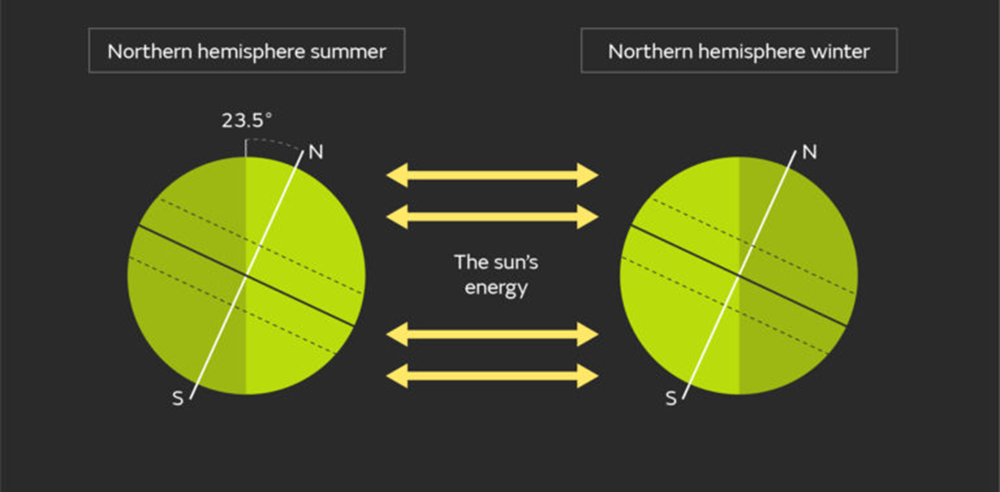 Northern hemisphere summer
Northern hemisphere winter
23.5°
N
N
The sun's
energy
S
S